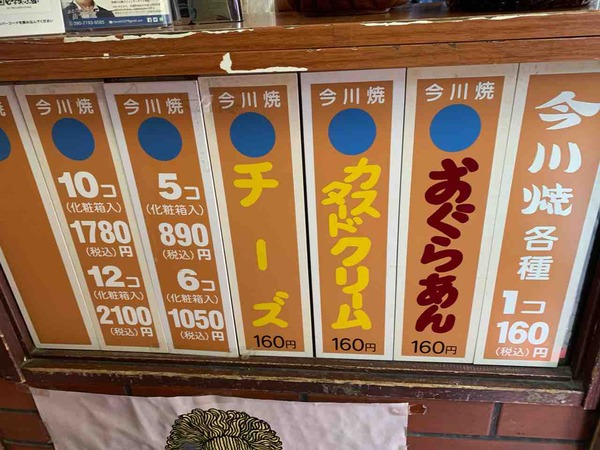 今川焼 各種
1コ
160
(税込)円
今川焼
おぐらあん
160円
今川焼
カスタードクリーム
160円
今川焼
チーズ
160円
今川焼
5コ
(化粧箱入)
890
(税込)円
6コ
(化粧箱入)
1050
(税込)円
今川焼
10コ
(化粧箱入)
1780
(税込)円
12コ
(化粧箱入)
2100
(税込)円